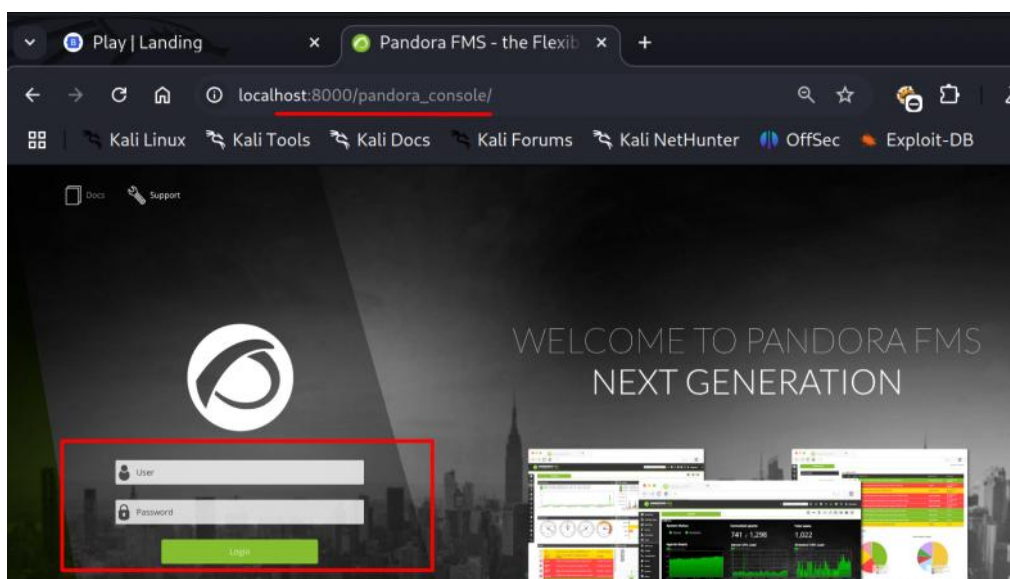 Play | Landing
Pandora FMS - the Flexib
localhost:8000/pandora_console/
Kali Linux Kali Tools Kali Docs Kali Forums Kali NetHunter OffSec Exploit-DB
Docs Support
WELCOME TO PANDORA FMS
NEXT GENERATION
User
Password
Login
741 : 1,298
1,022